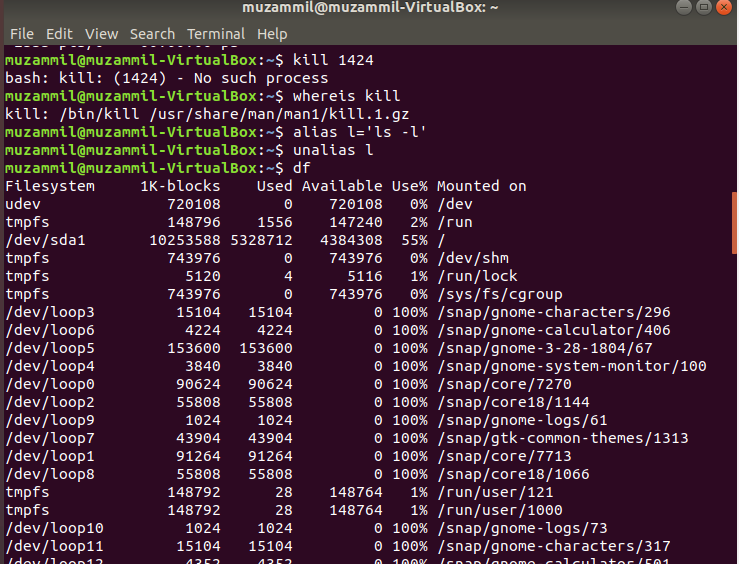 muzammil@muzammil-VirtualBox: ~
File Edit View Search Terminal Help
muzammil@muzammil-VirtualBox:~$ kill 1424
bash: kill: (1424) - No such process
muzammil@muzammil-VirtualBox:~$ whereis kill
kill: /bin/kill /usr/share/man/man1/kill.1.gz
muzammil@muzammil-VirtualBox:~$ alias l='ls -l'
muzammil@muzammil-VirtualBox:~$ unalias l
muzammil@muzammil-VirtualBox:~$ df
Filesystem     1K-blocks    Used Available Use% Mounted on
udev              720108       0    720108   0% /dev
tmpfs             148796    1556    147240   2% /run
/dev/sda1       10253588 5328712   4384308  55% /
tmpfs             743976       0    743976   0% /dev/shm
tmpfs               5120       4      5116   1% /run/lock
tmpfs             743976       0    743976   0% /sys/fs/cgroup
/dev/loop3         15104   15104         0 100% /snap/gnome-characters/296
/dev/loop6          4224    4224         0 100% /snap/gnome-calculator/406
/dev/loop5        153600  153600         0 100% /snap/gnome-3-28-1804/67
/dev/loop4          3840    3840         0 100% /snap/gnome-system-monitor/100
/dev/loop0         90624   90624         0 100% /snap/core/7270
/dev/loop2         55808   55808         0 100% /snap/core18/1144
/dev/loop9          1024    1024         0 100% /snap/gnome-logs/61
/dev/loop7         43904   43904         0 100% /snap/gtk-common-themes/1313
/dev/loop1         91264   91264         0 100% /snap/core/7713
/dev/loop8         55808   55808         0 100% /snap/core18/1066
tmpfs             148792      28    148764   1% /run/user/121
tmpfs             148792      28    148764   1% /run/user/1000
/dev/loop10         1024    1024         0 100% /snap/gnome-logs/73
/dev/loop11        15104   15104         0 100% /snap/gnome-characters/317
/dev/loop12         4352    4352         0 100% /snap/gnome-calculator/501